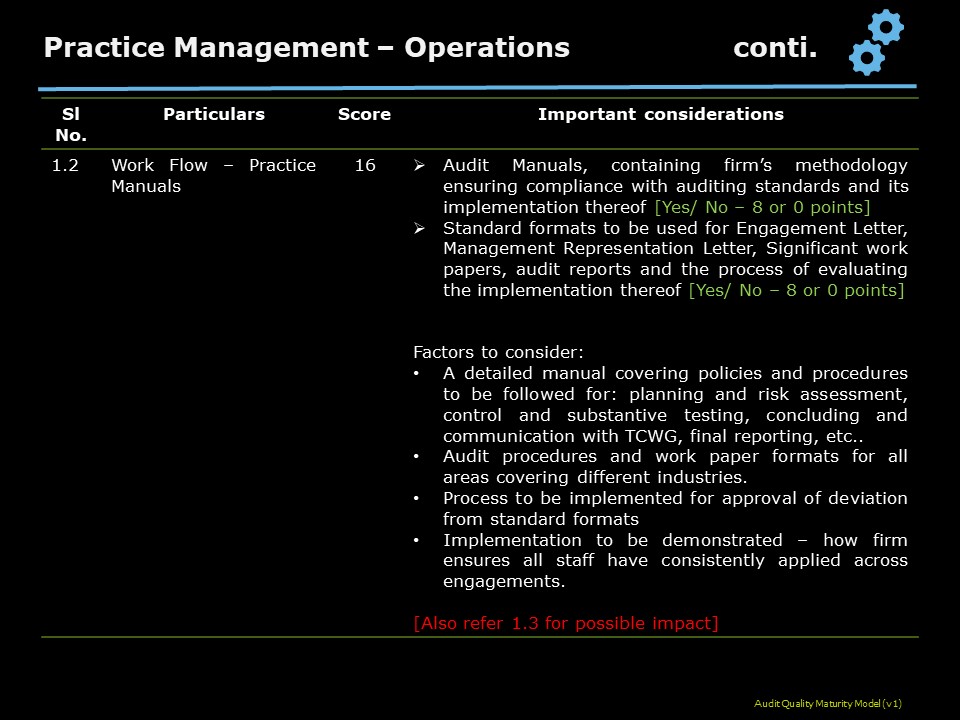 Practice Management – Operations conti.
Sl No. Particulars Score Important considerations
1.2 Work Flow – Practice Manuals 16
➢ Audit Manuals, containing firm’s methodology
ensuring compliance with auditing standards and its
implementation thereof [Yes/ No – 8 or 0 points]
➢ Standard formats to be used for Engagement Letter,
Management Representation Letter, Significant work
papers, audit reports and the process of evaluating
the implementation thereof [Yes/ No – 8 or 0 points]
Factors to consider:
• A detailed manual covering policies and procedures
to be followed for: planning and risk assessment,
control and substantive testing, concluding and
communication with TCWG, final reporting, etc..
• Audit procedures and work paper formats for all
areas covering different industries.
• Process to be implemented for approval of deviation
from standard formats
• Implementation to be demonstrated – how firm
ensures all staff have consistently applied across
engagements.
[Also refer 1.3 for possible impact]
Audit Quality Maturity Model (v1)